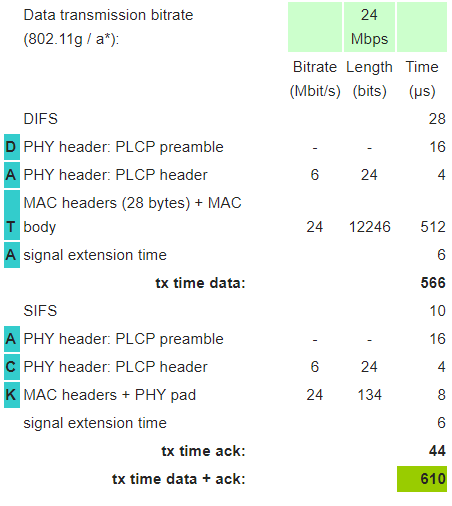 Data transmission bitrate 24
(802.11g / a*): Mbps
Bitrate Length Time
(Mbit/s) (bits) (µs)
DIFS 28
D PHY header: PLCP preamble - - 16
A PHY header: PLCP header 6 24 4
MAC headers (28 bytes) + MAC
T body 24 12246 512
A signal extension time 6
tx time data: 566
SIFS 10
A PHY header: PLCP preamble - - 16
C PHY header: PLCP header 6 24 4
K MAC headers + PHY pad 24 134 8
signal extension time 6
tx time ack: 44
tx time data + ack: 610